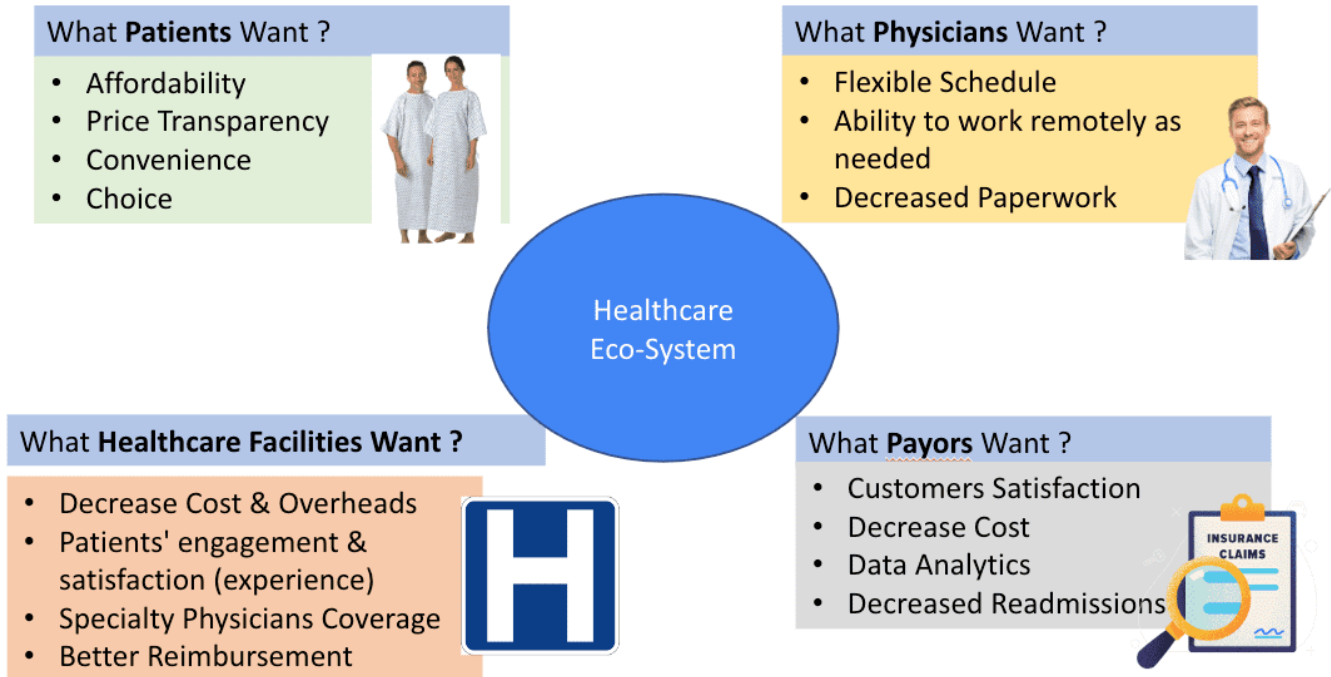 What Patients Want ?
• Affordability
• Price Transparency
• Convenience
• Choice
What Physicians Want ?
• Flexible Schedule
• Ability to work remotely as
needed
• Decreased Paperwork
Healthcare
Eco-System
What Healthcare Facilities Want ?
• Decrease Cost & Overheads
• Patients' engagement &
satisfaction (experience)
• Specialty Physicians Coverage
• Better Reimbursement
H
What Payors Want ?
• Customers Satisfaction
• Decrease Cost
• Data Analytics
• Decreased Readmissions
INSURANCE
CLAIMS